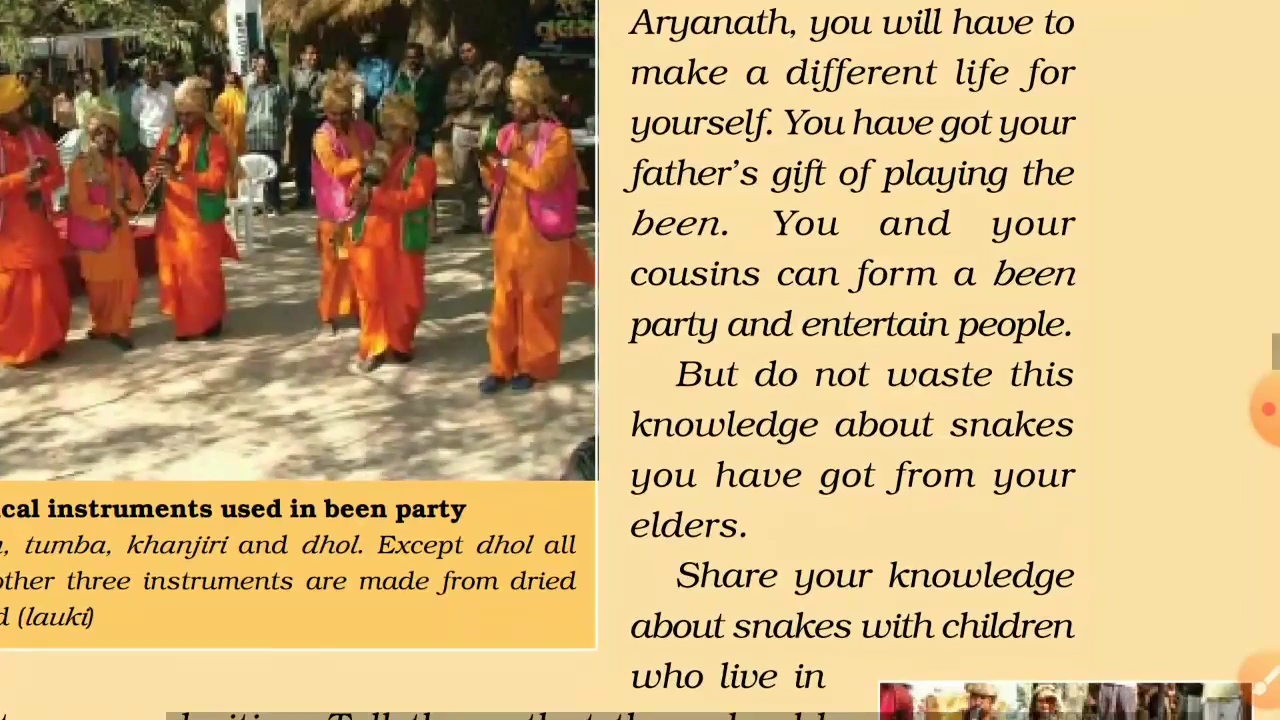 Aryanath, you will have to
make a different life for
yourself. You have got your
father's gift of playing the
been. You and your
cousins can form a been
party and entertain people.
But do not waste this
knowledge about snakes
you have got from your
elders.
Share your knowledge
about snakes with children
who live in
cal instruments used in been party
tumba, khanjiri and dhol. Except dhol all
other three instruments are made from dried
(lauki)